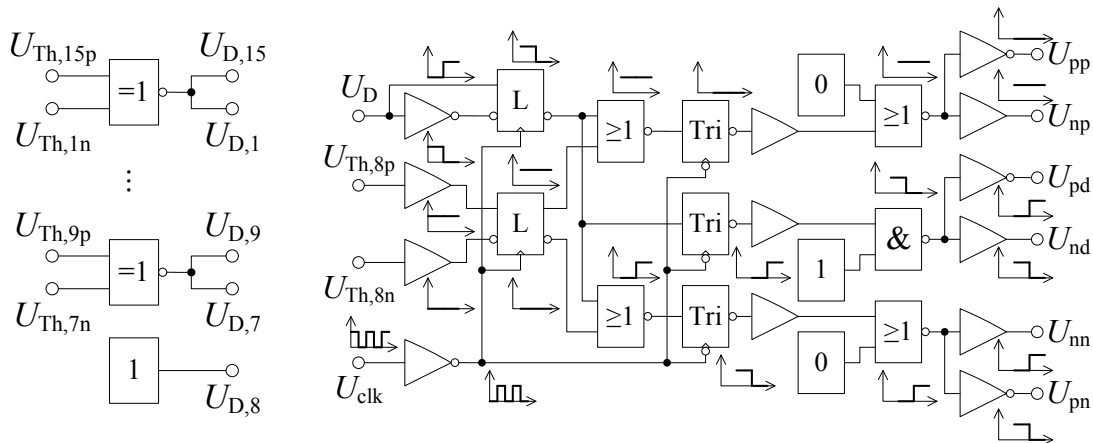 U_Th,15p
=1
U_D,15
U_Th,1n
U_D,1
⋮
U_Th,9p
=1
U_D,9
U_Th,7n
U_D,7
1
U_D,8
U_D
L
U_Th,8p
L
U_Th,8n
U_clk
≥1
≥1
Tri
Tri
Tri
0
≥1
1
&
0
≥1
U_pp
U_np
U_pd
U_nd
U_nn
U_pn